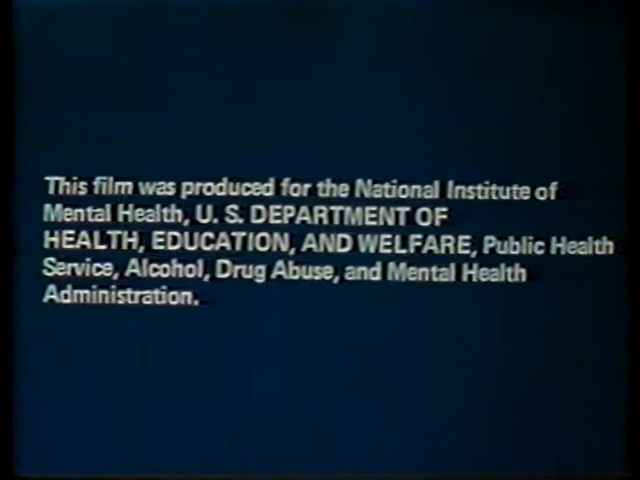 This film was produced for the National Institute of
Mental Health, U. S. DEPARTMENT OF
HEALTH, EDUCATION, AND WELFARE, Public Health
Service, Alcohol, Drug Abuse, and Mental Health
Administration.